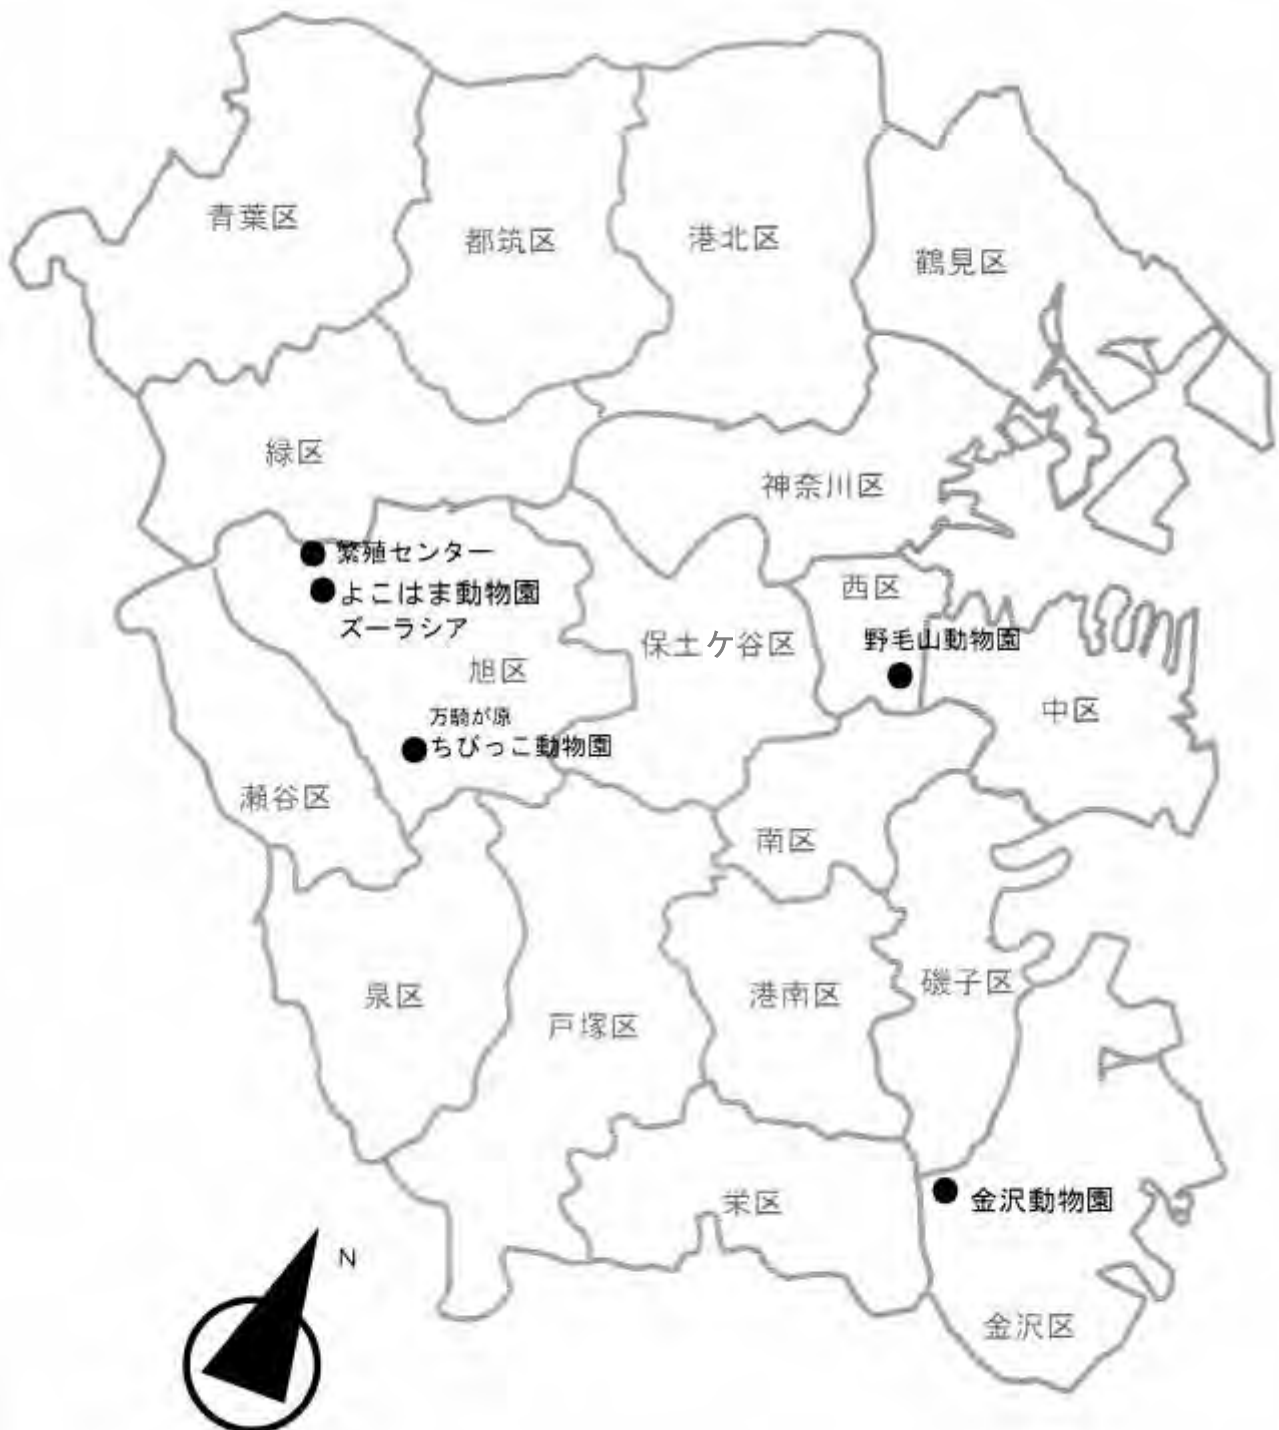 青葉区
都筑区
港北区
鶴見区
緑区
神奈川区
繁殖センター
よこはま動物園
ズーラシア
西区
野毛山動物園
保土ケ谷区
旭区
中区
万騎が原
ちびっこ動物園
瀬谷区
南区
泉区
戸塚区
港南区
磯子区
栄区
金沢動物園
N
金沢区